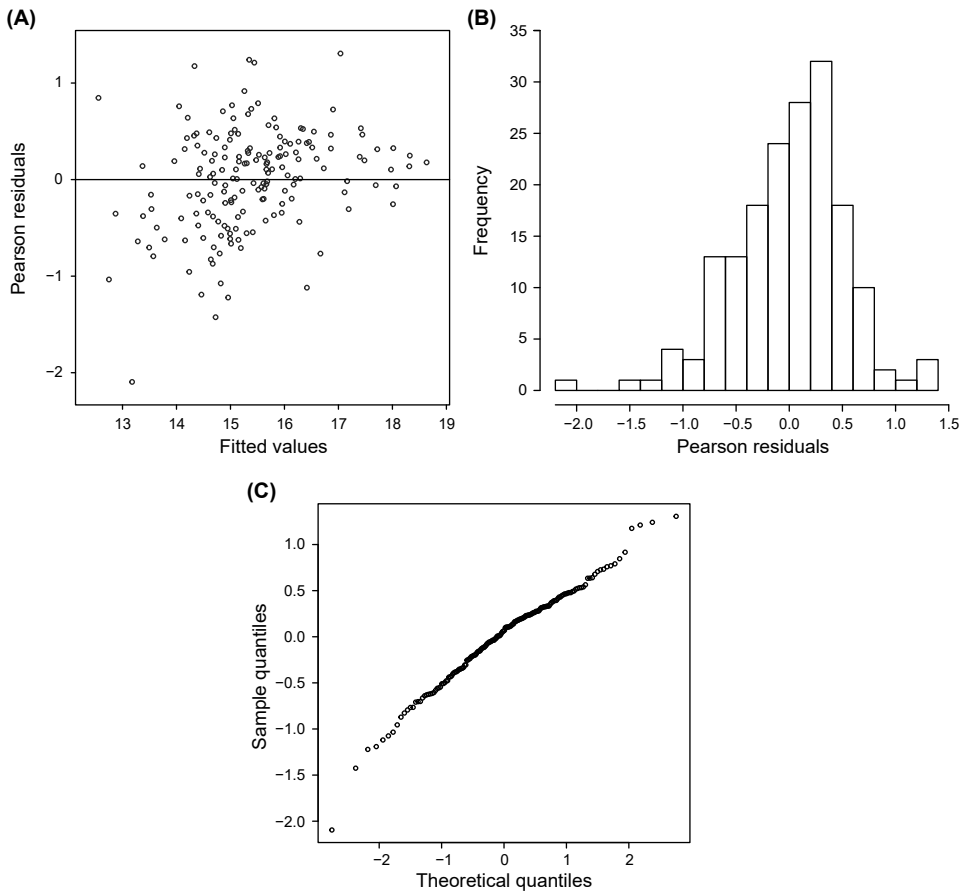 (A)
Pearson residuals
1
0
−1
−2
13 14 15 16 17 18 19
Fitted values
(B)
Frequency
35
30
25
20
15
10
5
0
−2.0 −1.5 −1.0 −0.5 0.0 0.5 1.0 1.5
Pearson residuals
(C)
Sample quantiles
1.0
0.5
0.0
−0.5
−1.0
−1.5
−2.0
−2 −1 0 1 2
Theoretical quantiles